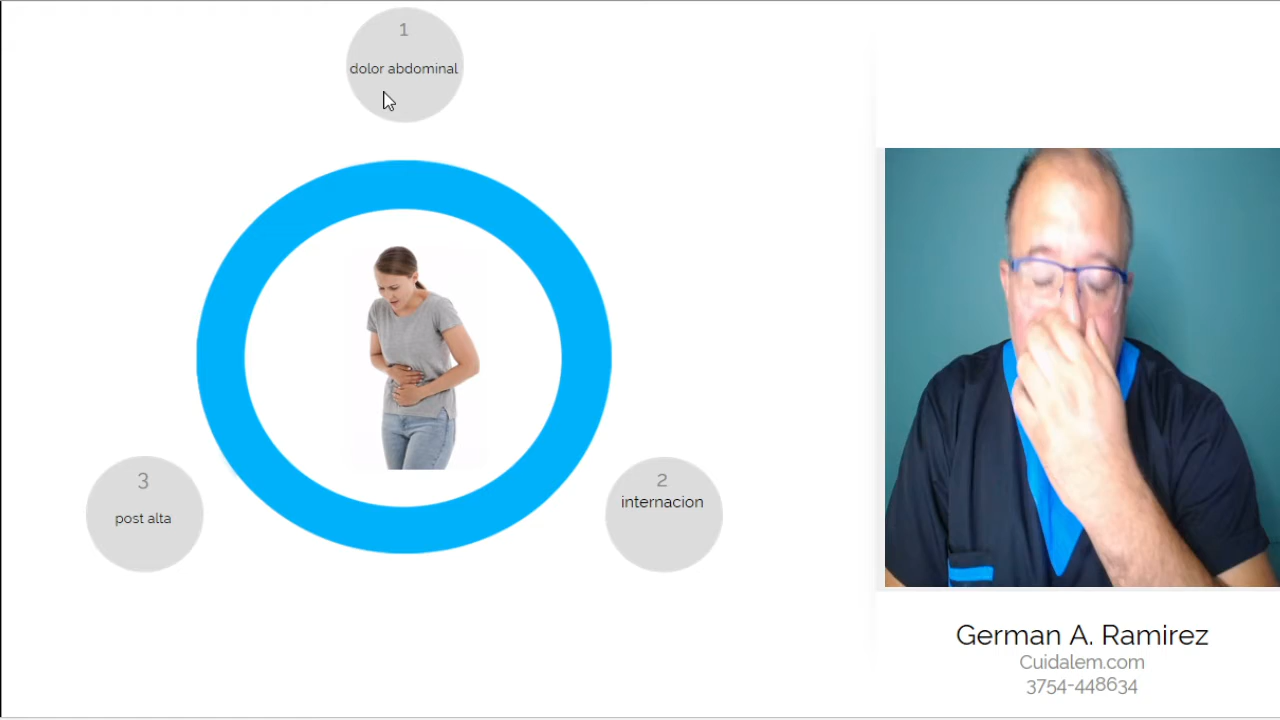 1
dolor abdominal
3
post alta
2
internacion
German A. Ramirez
Cuidalem.com
3754-448634